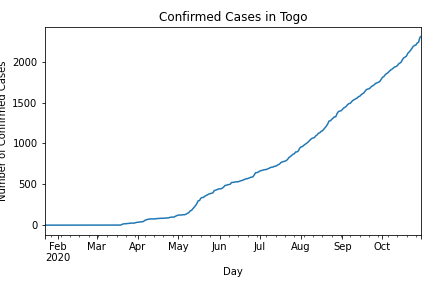 Confirmed Cases in Togo
Number of Confirmed Cases
2000
1500
1000
500
0
Feb
2020
Mar
Apr
May
Jun
Jul
Aug
Sep
Oct
Day